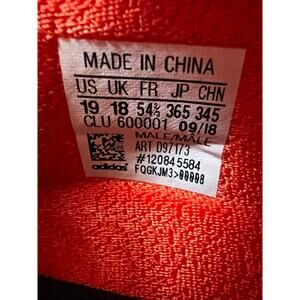 MADE IN CHINA
US UK FR JP CHN
19 18 54⅔ 365 345
CLU 600001 09/18
MALE/MÂLE
ART D97173
#120845584
adidas FQGKJM3>00008